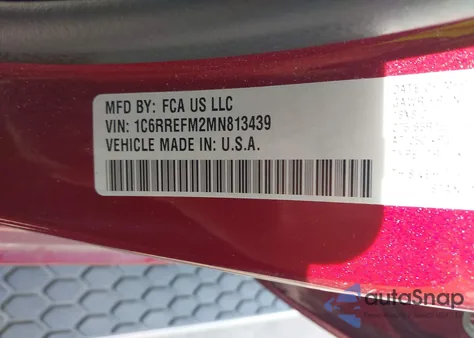 MFD BY: FCA US LLC
VIN: 1C6RREFM2MN813439
VEHICLE MADE IN: U.S.A.
autoSnap